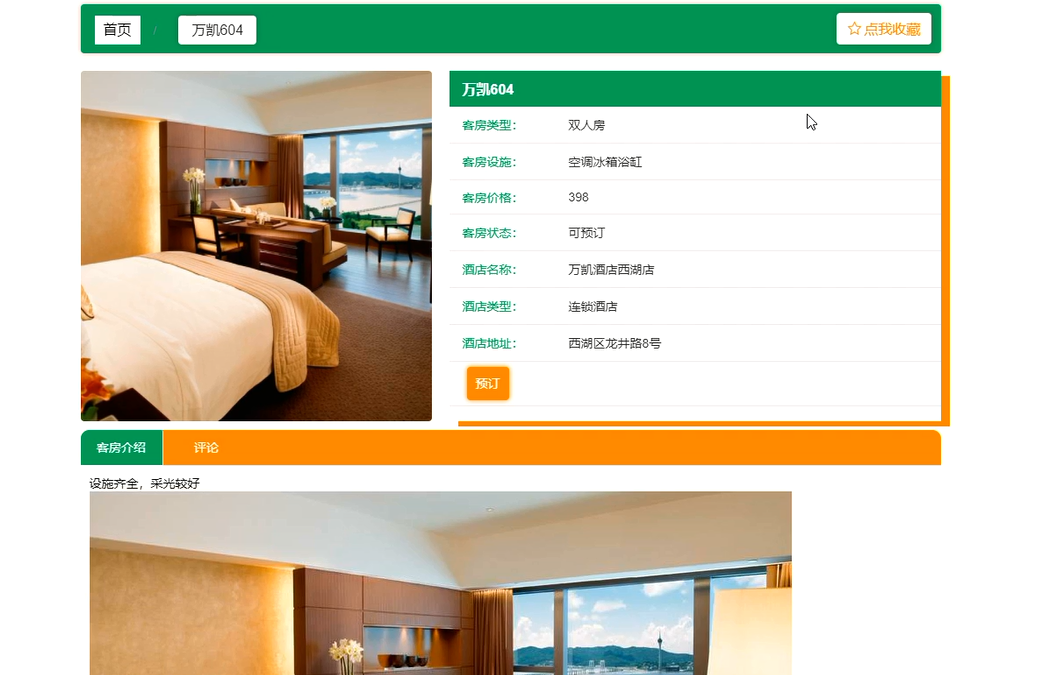 首页 / 万凯604 ☆ 点我收藏
万凯604
客房类型： 双人房
客房设施： 空调冰箱浴缸
客房价格： 398
客房状态： 可预订
酒店名称： 万凯酒店西湖店
酒店类型： 连锁酒店
酒店地址： 西湖区龙井路8号
预订
客房介绍 评论
设施齐全，采光较好